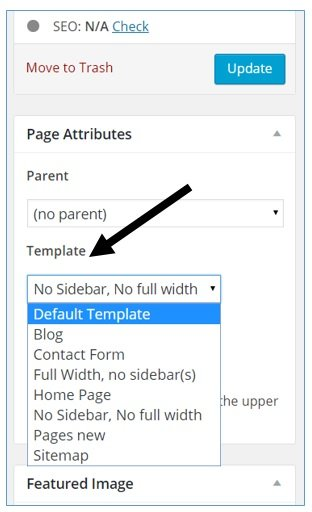 SEO: N/A Check
Move to Trash
Update
Page Attributes
Parent
(no parent)
Template
No Sidebar, No full width
Default Template
Blog
Contact Form
Full Width, no sidebar(s)
Home Page
the upper
No Sidebar, No full width
Pages new
Sitemap
Featured Image